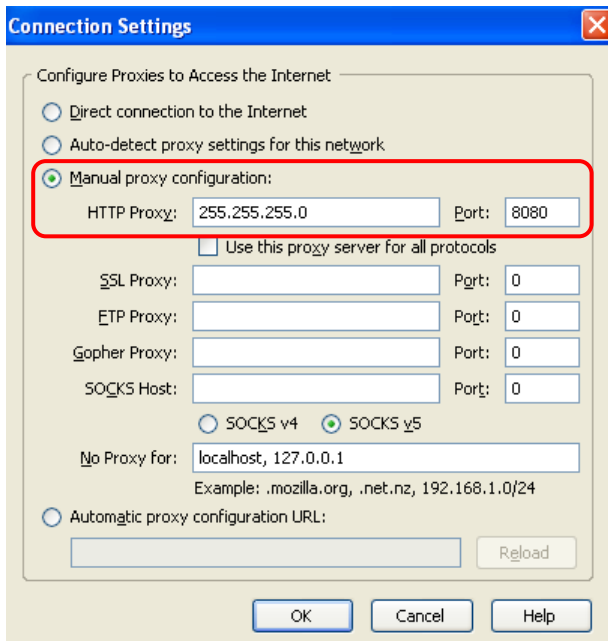 Connection Settings
Configure Proxies to Access the Internet
Direct connection to the Internet
Auto-detect proxy settings for this network
Manual proxy configuration:
HTTP Proxy: 255.255.255.0 Port: 8080
Use this proxy server for all protocols
SSL Proxy: Port: 0
FTP Proxy: Port: 0
Gopher Proxy: Port: 0
SOCKS Host: Port: 0
SOCKS v4 SOCKS v5
No Proxy for: localhost, 127.0.0.1
Example: .mozilla.org, .net.nz, 192.168.1.0/24
Automatic proxy configuration URL:
Reload
OK Cancel Help